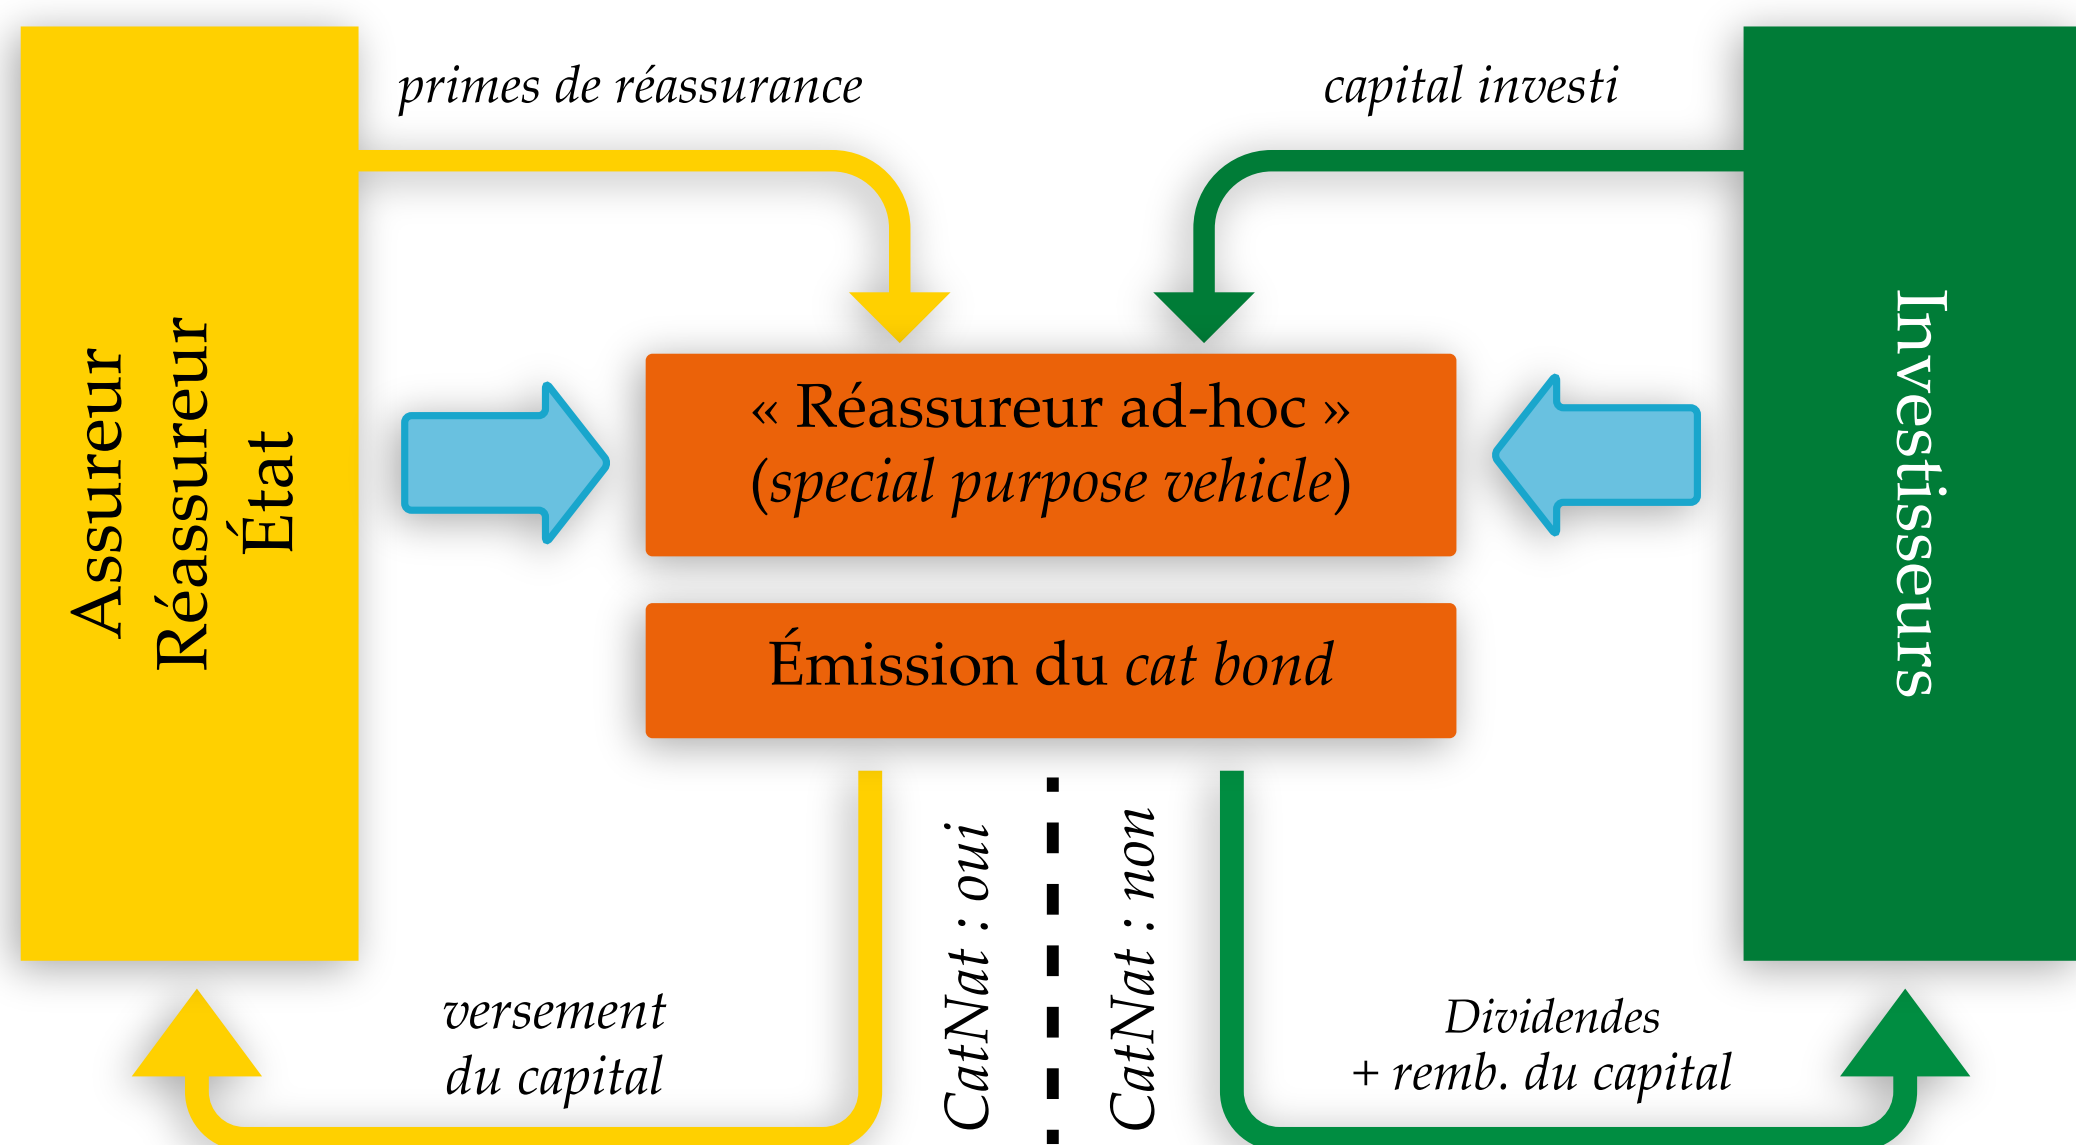 primes de réassurance
capital investi
Assureur
Réassureur
État
« Réassureur ad-hoc »
(special purpose vehicle)
Investisseurs
Émission du cat bond
CatNat : oui
CatNat : non
versement
du capital
Dividendes
+ remb. du capital